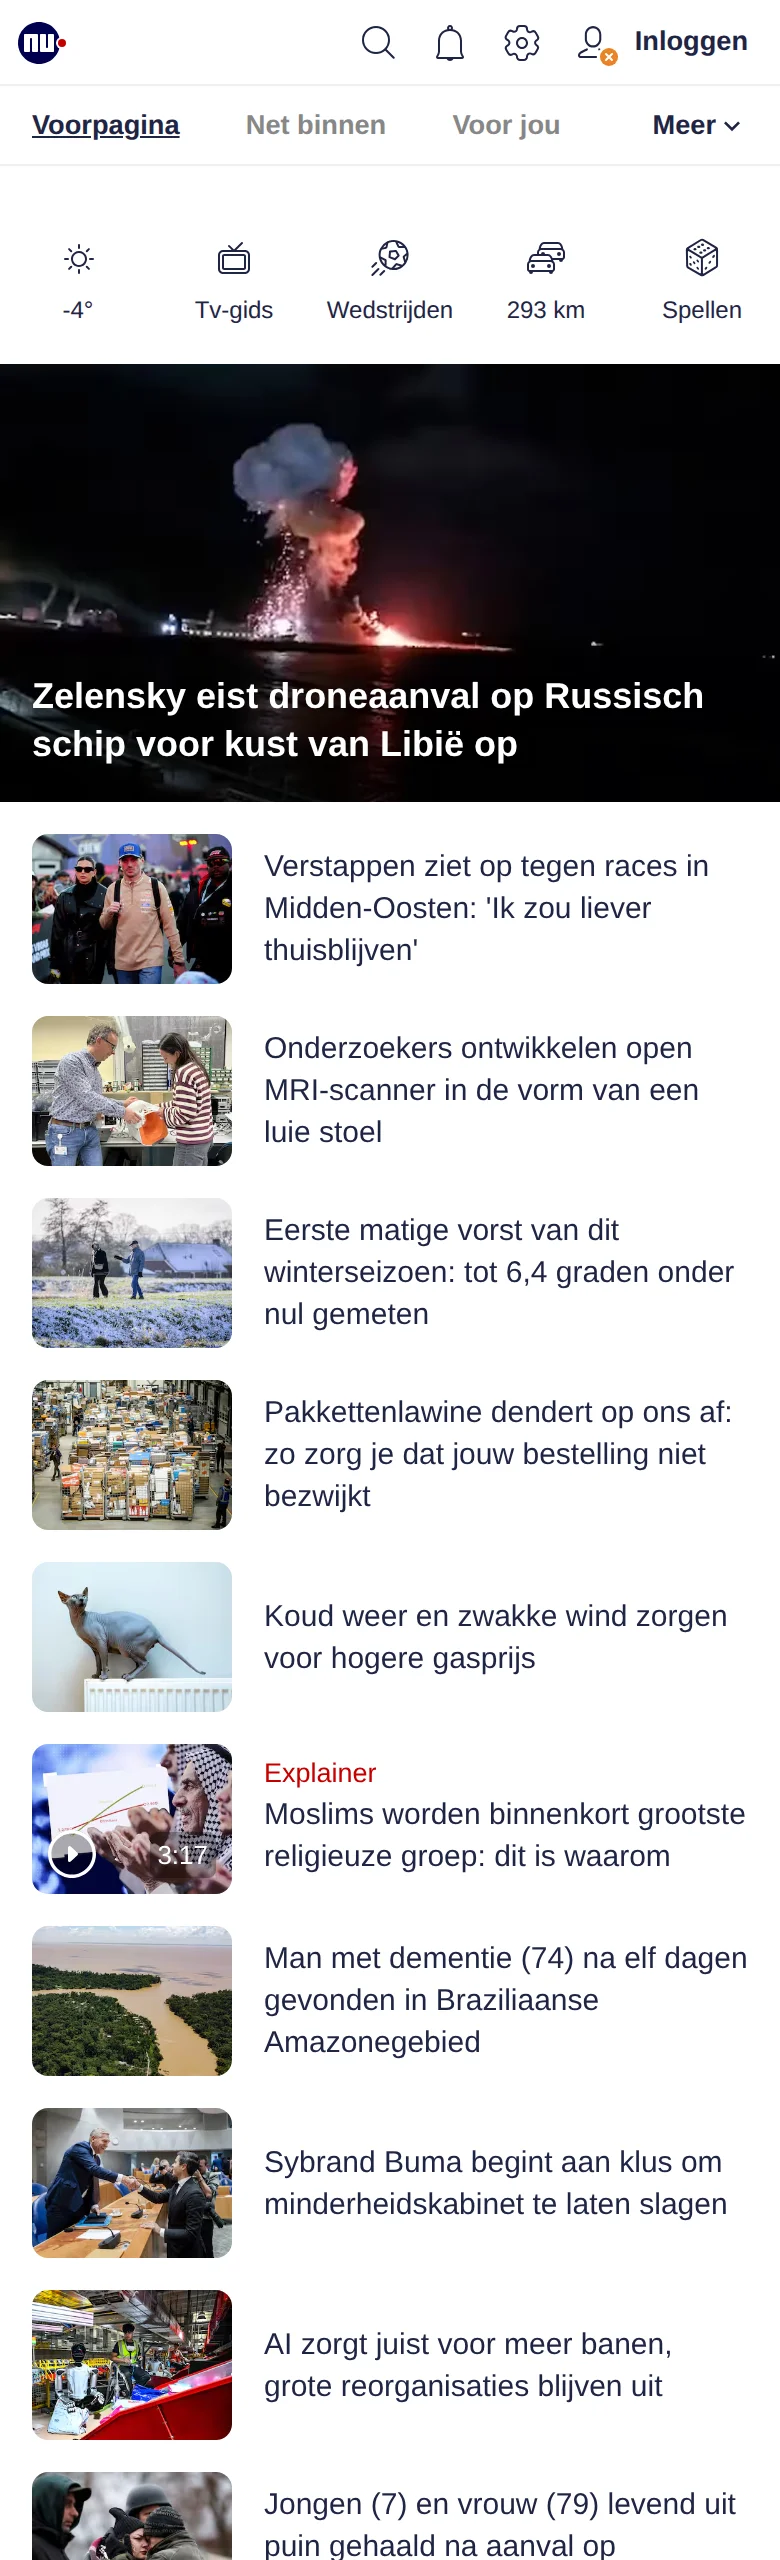 nu
Inloggen
Voorpagina Net binnen Voor jou Meer
-4° Tv-gids Wedstrijden 293 km Spellen
Zelensky eist droneaanval op Russisch
schip voor kust van Libië op
Verstappen ziet op tegen races in
Midden-Oosten: 'Ik zou liever
thuisblijven'
Onderzoekers ontwikkelen open
MRI-scanner in de vorm van een
luie stoel
Eerste matige vorst van dit
winterseizoen: tot 6,4 graden onder
nul gemeten
Pakkettenlawine dendert op ons af:
zo zorg je dat jouw bestelling niet
bezwijkt
Koud weer en zwakke wind zorgen
voor hogere gasprijs
3:17
Explainer
Moslims worden binnenkort grootste
religieuze groep: dit is waarom
Man met dementie (74) na elf dagen
gevonden in Braziliaanse
Amazonegebied
Sybrand Buma begint aan klus om
minderheidskabinet te laten slagen
AI zorgt juist voor meer banen,
grote reorganisaties blijven uit
Jongen (7) en vrouw (79) levend uit
puin gehaald na aanval op